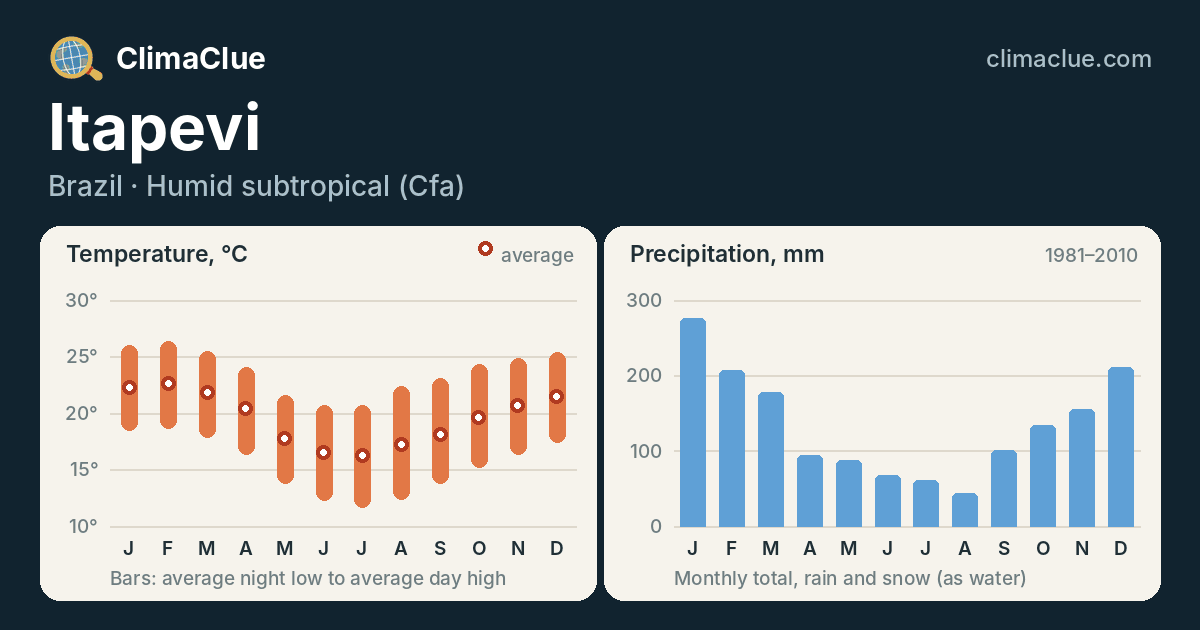 ClimaClue
climaclue.com
Itapevi
Brazil · Humid subtropical (Cfa)
Temperature, °C
average
30°
25°
20°
15°
10°
J F M A M J J A S O N D
Bars: average night low to average day high
Precipitation, mm
1981–2010
300
200
100
0
J F M A M J J A S O N D
Monthly total, rain and snow (as water)